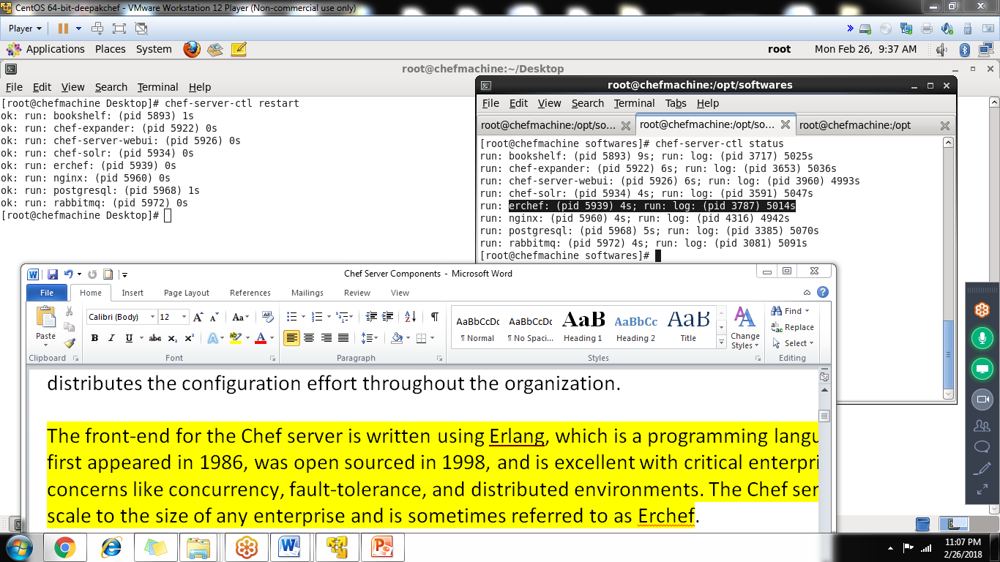 CentOS 64-bit-deepakchef - VMware Workstation 12 Player (Non-commercial use only)
Player
Applications Places System
root Mon Feb 26, 9:37 AM
root@chefmachine:~/Desktop
File Edit View Search Terminal Help
[root@chefmachine Desktop]# chef-server-ctl restart
ok: run: bookshelf: (pid 5893) 1s
ok: run: chef-expander: (pid 5922) 0s
ok: run: chef-server-webui: (pid 5926) 0s
ok: run: chef-solr: (pid 5934) 0s
ok: run: erchef: (pid 5939) 0s
ok: run: nginx: (pid 5960) 0s
ok: run: postgresql: (pid 5968) 1s
ok: run: rabbitmq: (pid 5972) 0s
[root@chefmachine Desktop]#
root@chefmachine:/opt/softwares
File Edit View Search Terminal Tabs Help
root@chefmachine:/opt/so... root@chefmachine:/opt/so... root@chefmachine:/opt
[root@chefmachine softwares]# chef-server-ctl status
run: bookshelf: (pid 5893) 9s; run: log: (pid 3717) 5025s
run: chef-expander: (pid 5922) 6s; run: log: (pid 3653) 5036s
run: chef-server-webui: (pid 5926) 6s; run: log: (pid 3960) 4993s
run: chef-solr: (pid 5934) 4s; run: log: (pid 3591) 5047s
run: erchef: (pid 5939) 4s; run: log: (pid 3787) 5014s
run: nginx: (pid 5960) 4s; run: log: (pid 4316) 4942s
run: postgresql: (pid 5968) 5s; run: log: (pid 3385) 5070s
run: rabbitmq: (pid 5972) 4s; run: log: (pid 3081) 5091s
[root@chefmachine softwares]#
Chef Server Components - Microsoft Word
File Home Insert Page Layout References Mailings Review View
Paste
Clipboard
Calibri (Body) 12
Font
Paragraph
AaBbCcDc AaBbCcDc AaB AaBbCc AaB
¶ Normal ¶ No Spaci... Heading 1 Heading 2 Title
Styles
Change
Styles
Find
Replace
Select
Editing
distributes the configuration effort throughout the organization.
The front-end for the Chef server is written using Erlang, which is a programming langu
first appeared in 1986, was open sourced in 1998, and is excellent with critical enterpri
concerns like concurrency, fault-tolerance, and distributed environments. The Chef ser
scale to the size of any enterprise and is sometimes referred to as Erchef.
11:07 PM
2/26/2018